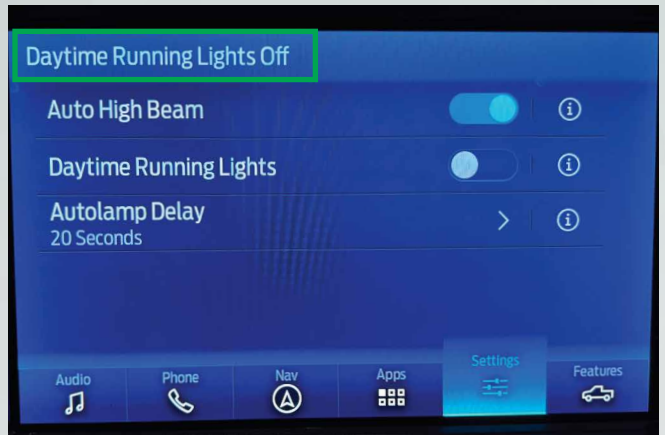 Daytime Running Lights Off
Auto High Beam
Daytime Running Lights
Autolamp Delay
20 Seconds
Audio
Phone
Nav
Apps
Settings
Features